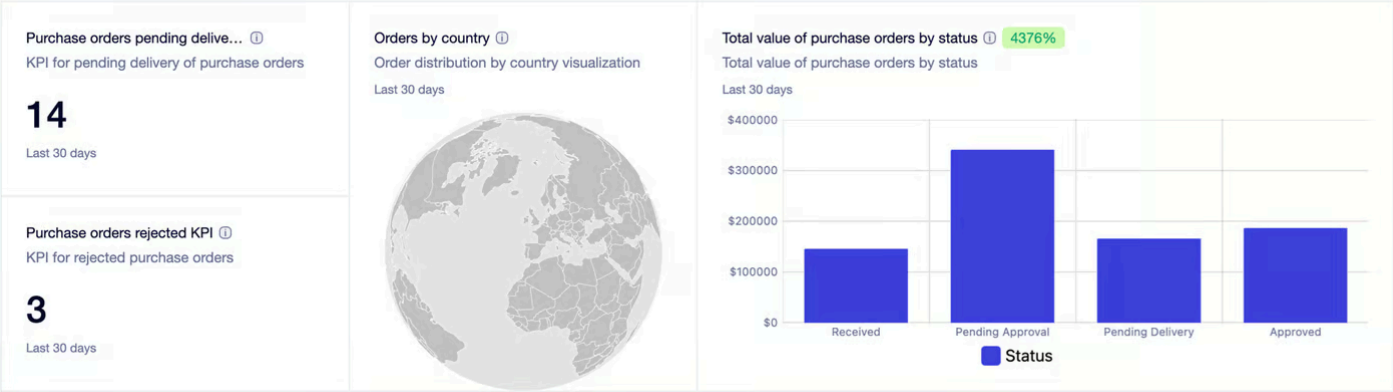 Purchase orders pending delive...
KPI for pending delivery of purchase orders
14
Last 30 days
Purchase orders rejected KPI
KPI for rejected purchase orders
3
Last 30 days
Orders by country
Order distribution by country visualization
Last 30 days
Total value of purchase orders by status 4376%
Total value of purchase orders by status
Last 30 days
$400000
$300000
$200000
$100000
$0
Received Pending Approval Pending Delivery Approved
Status